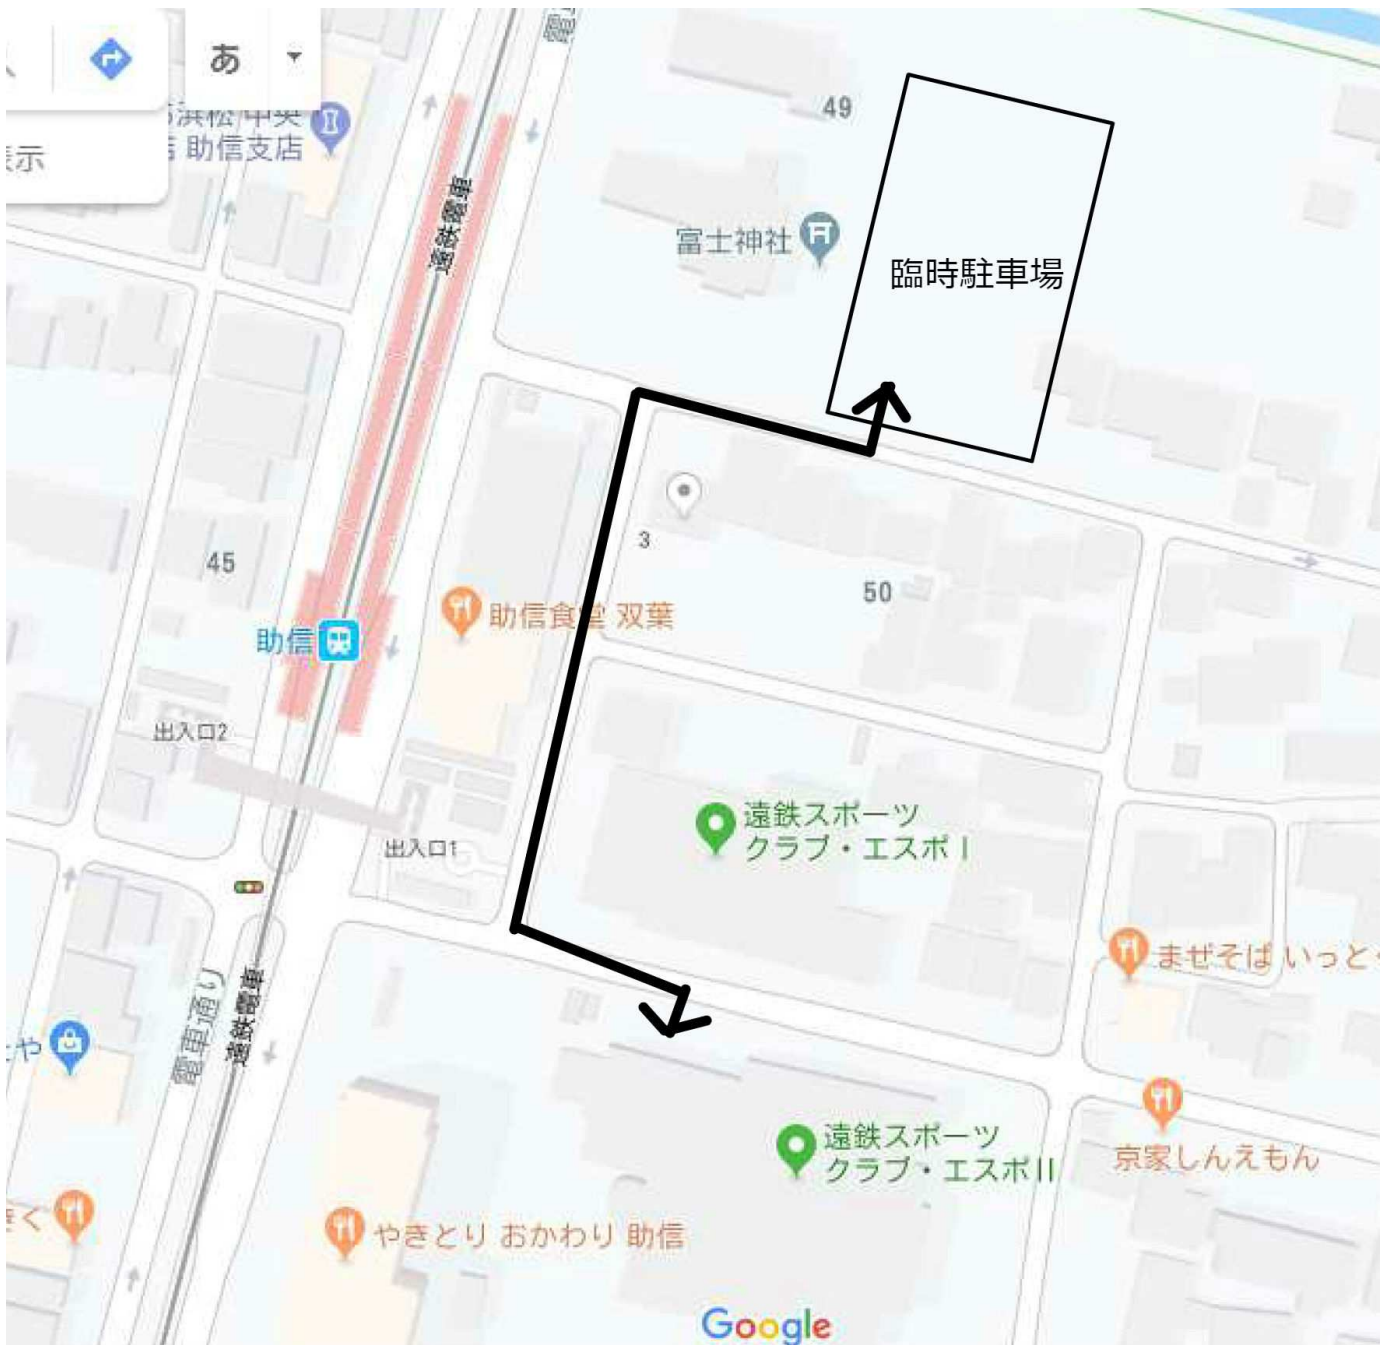 あ
示
助信支店
49
富士神社
臨時駐車場
遠鉄電車
3
45
50
助信食堂 双葉
助信
出入口2
出入口1
遠鉄スポーツ
クラブ・エスポ I
まぜそば いっと
電車通り
遠鉄電車
や
遠鉄スポーツ
クラブ・エスポII
京家しんえもん
く
やきとり おかわり 助信
Google